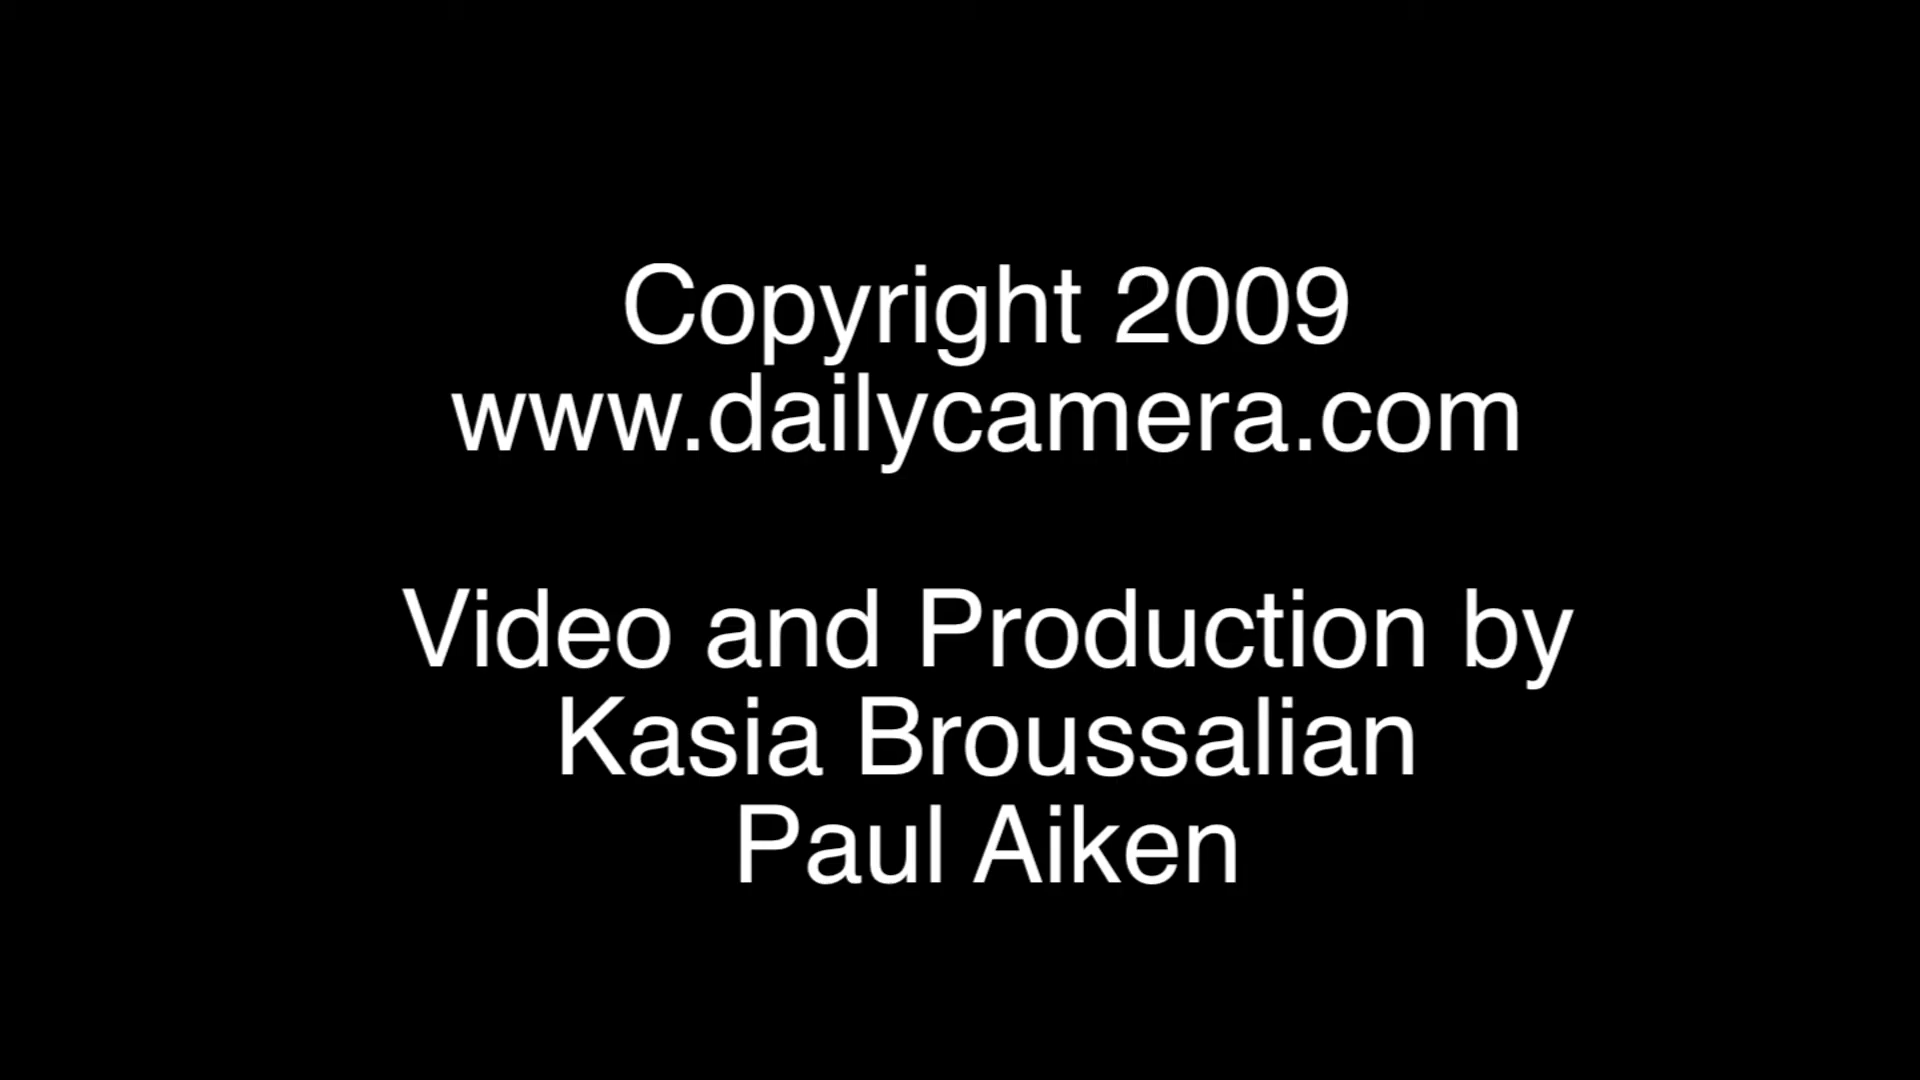 Copyright 2009
www.dailycamera.com
Video and Production by
Kasia Broussalian
Paul Aiken